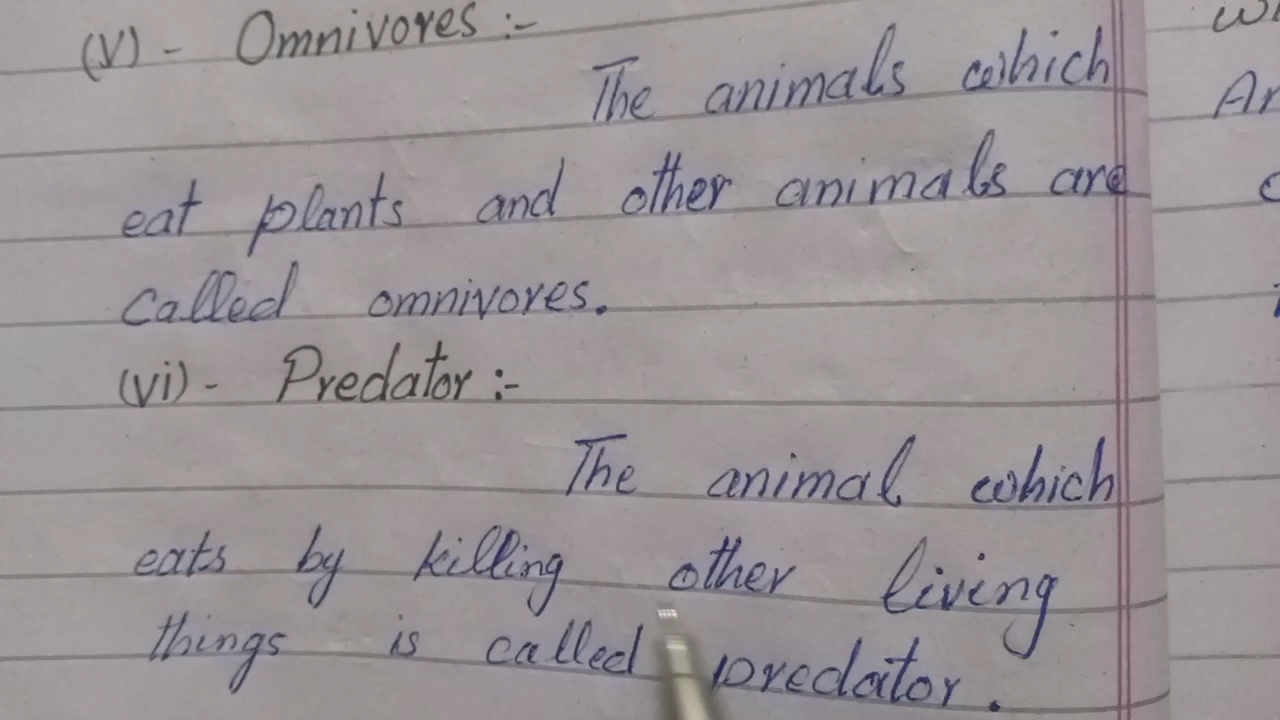 (v) - Omnivores :-
The animals which
eat plants and other animals are
called omnivores.
(vi) - Predator :-
The animal which
eats by killing other living
things is called predator.